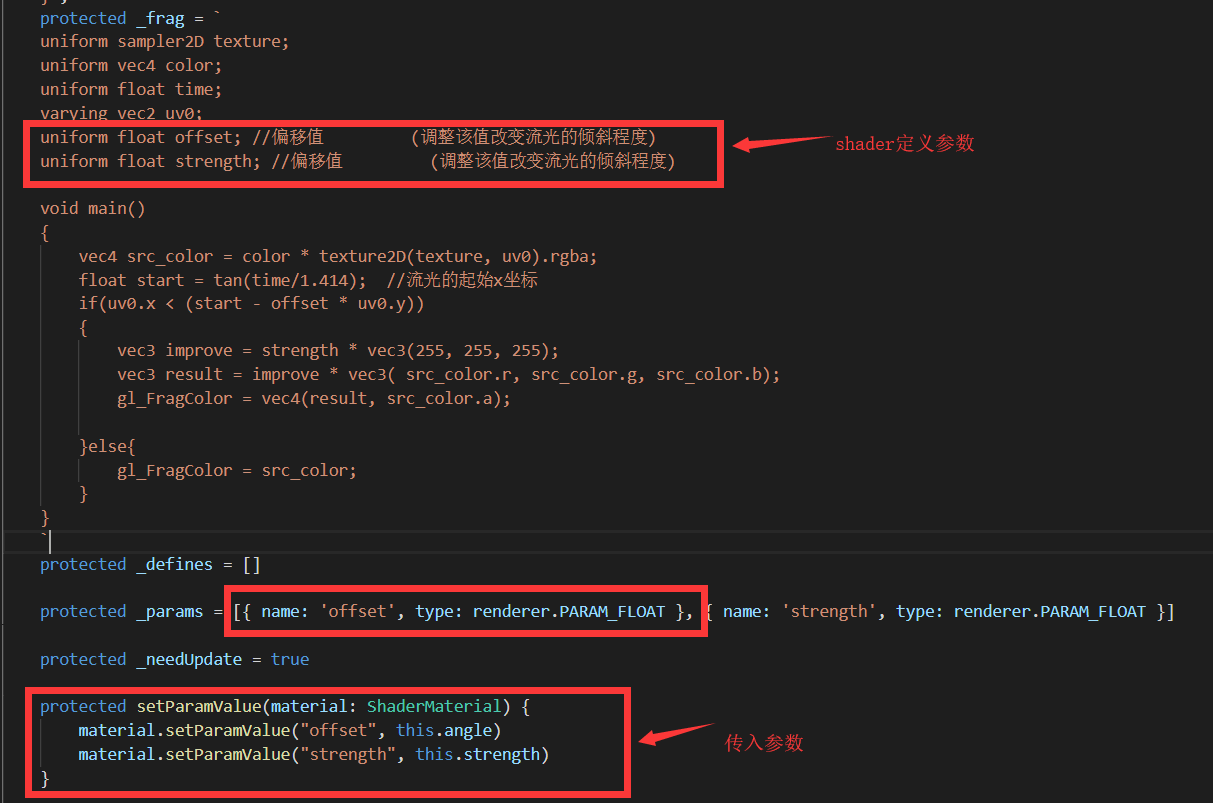 protected _frag = `
uniform sampler2D texture;
uniform vec4 color;
uniform float time;
varying vec2 uv0;
uniform float offset; //偏移值 (调整该值改变流光的倾斜程度)
uniform float strength; //偏移值 (调整该值改变流光的倾斜程度)
shader定义参数
void main()
{
vec4 src_color = color * texture2D(texture, uv0).rgba;
float start = tan(time/1.414); //流光的起始x坐标
if(uv0.x < (start - offset * uv0.y))
{
vec3 improve = strength * vec3(255, 255, 255);
vec3 result = improve * vec3( src_color.r, src_color.g, src_color.b);
gl_FragColor = vec4(result, src_color.a);
}else{
gl_FragColor = src_color;
}
}
`
protected _defines = []
protected _params = [{ name: 'offset', type: renderer.PARAM_FLOAT }, { name: 'strength', type: renderer.PARAM_FLOAT }]
protected _needUpdate = true
protected setParamValue(material: ShaderMaterial) {
material.setParamValue("offset", this.angle)
material.setParamValue("strength", this.strength)
}
传入参数